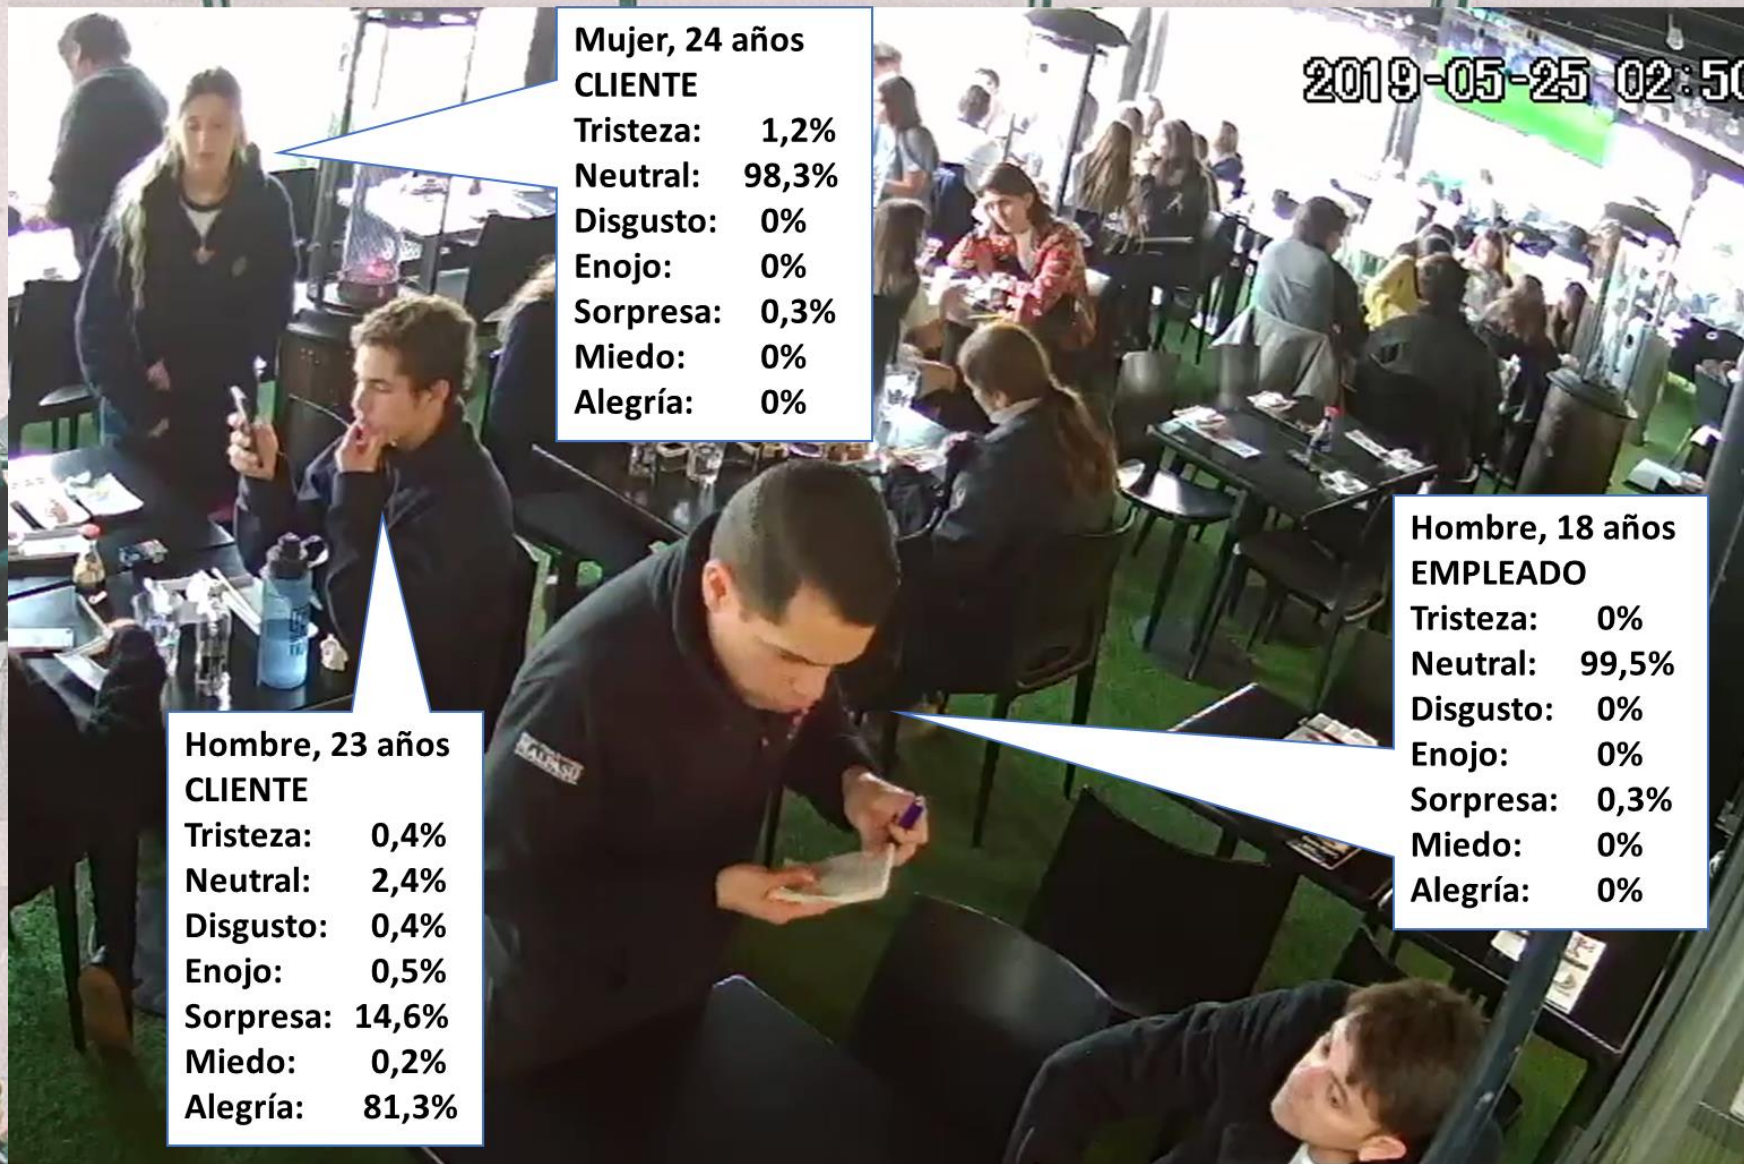 Mujer, 24 años
CLIENTE
Tristeza: 1,2%
Neutral: 98,3%
Disgusto: 0%
Enojo: 0%
Sorpresa: 0,3%
Miedo: 0%
Alegría: 0%
2019-05-25 02:50
Hombre, 18 años
EMPLEADO
Tristeza: 0%
Neutral: 99,5%
Disgusto: 0%
Enojo: 0%
Sorpresa: 0,3%
Miedo: 0%
Alegría: 0%
Hombre, 23 años
CLIENTE
Tristeza: 0,4%
Neutral: 2,4%
Disgusto: 0,4%
Enojo: 0,5%
Sorpresa: 14,6%
Miedo: 0,2%
Alegría: 81,3%